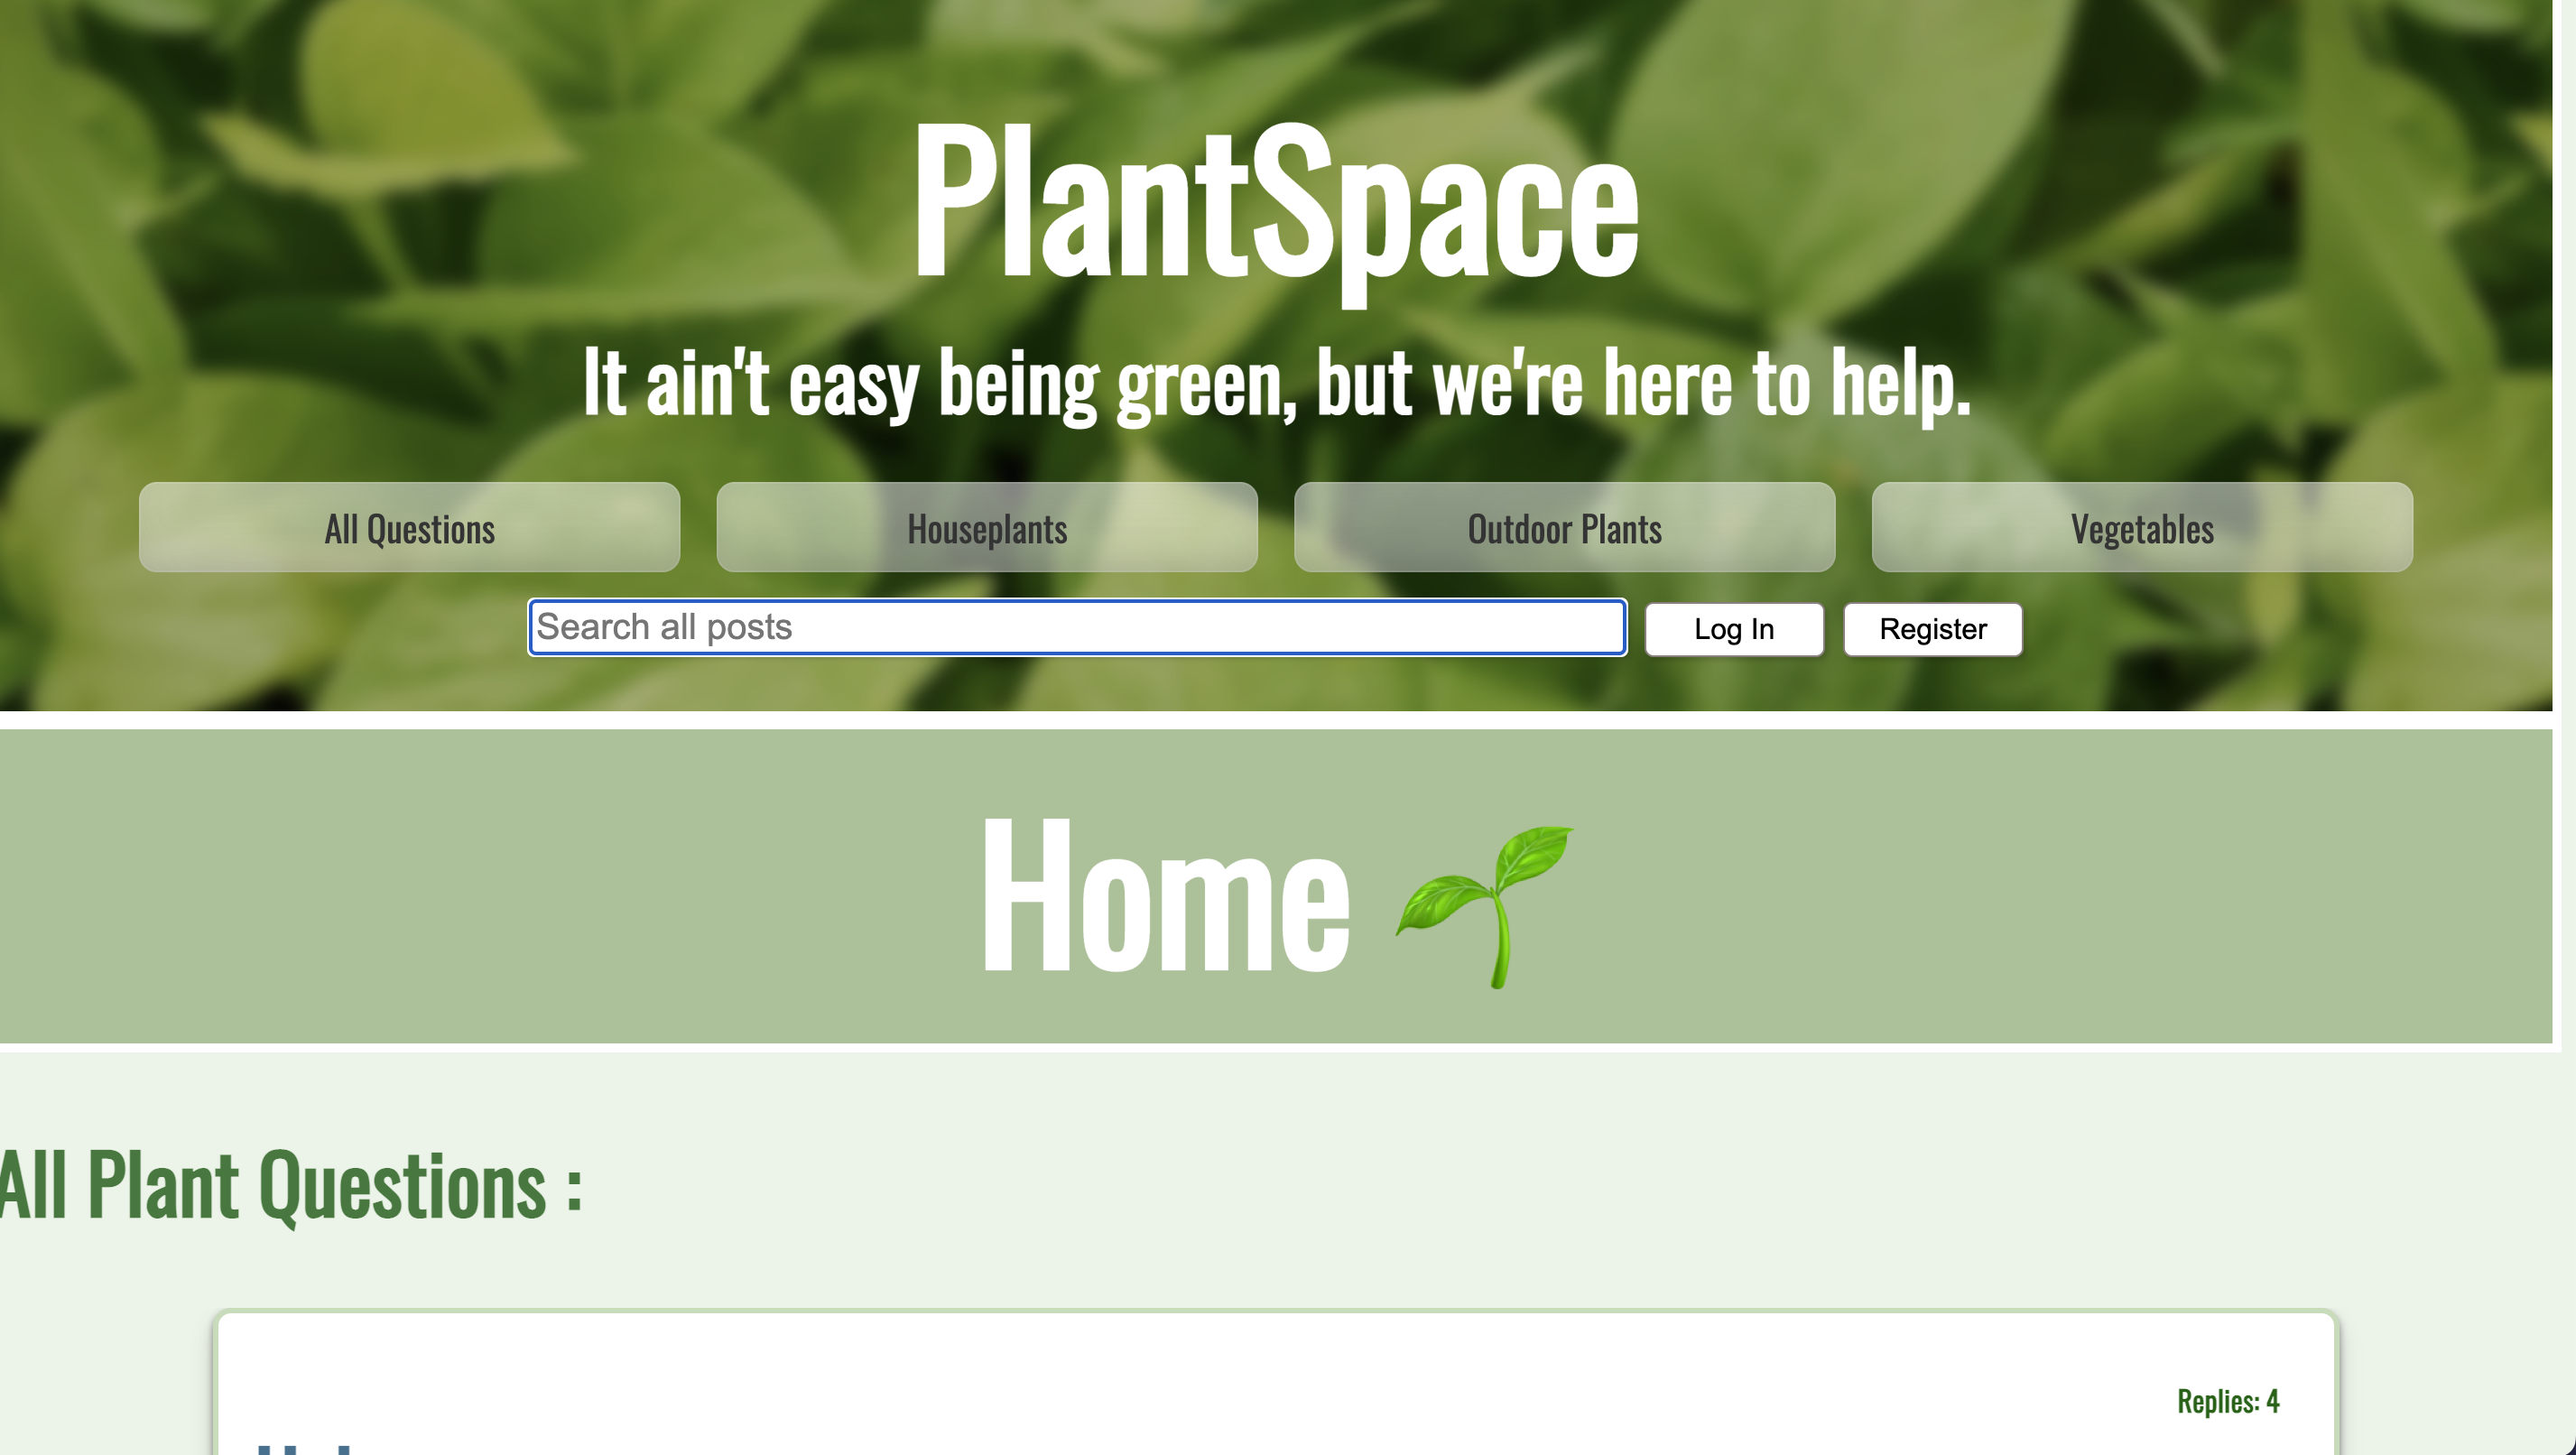 PlantSpace
It ain't easy being green, but we're here to help.
All Questions
Houseplants
Outdoor Plants
Vegetables
Search all posts
Log In
Register
Home 🌱
All Plant Questions :
Replies: 4